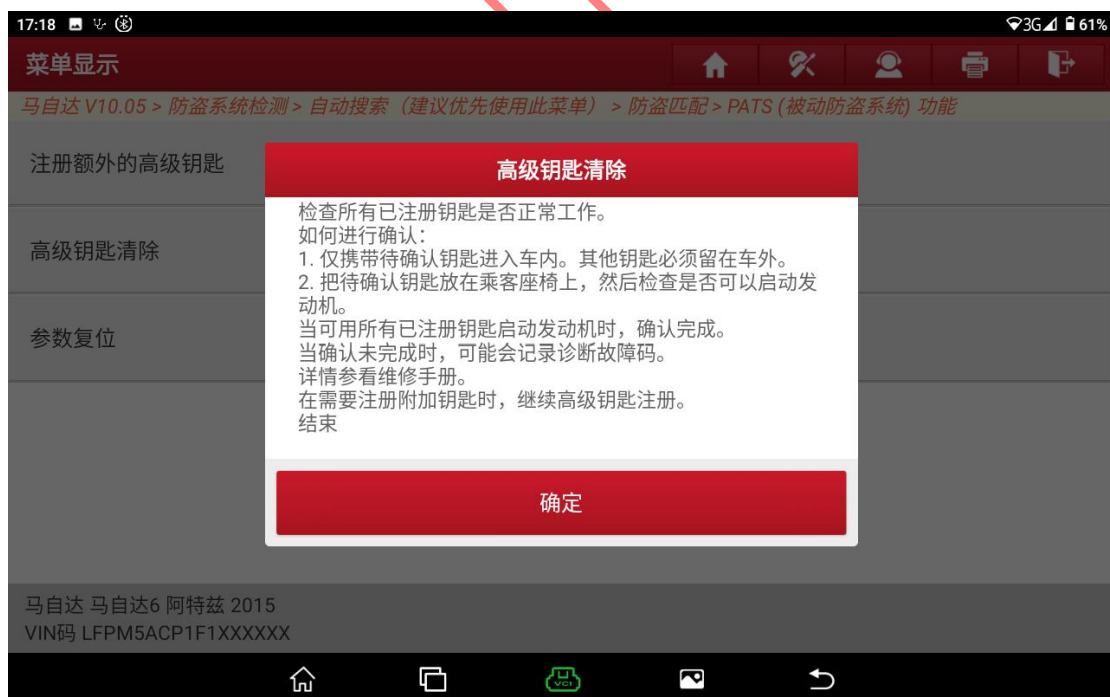 17:18
3G 61%
菜单显示
马自达 V10.05 > 防盗系统检测 > 自动搜索（建议优先使用此菜单） > 防盗匹配 > PATS (被动防盗系统) 功能
注册额外的高级钥匙
高级钥匙清除
参数复位
高级钥匙清除
检查所有已注册钥匙是否正常工作。
如何进行确认：
1. 仅携带待确认钥匙进入车内。其他钥匙必须留在车外。
2. 把待确认钥匙放在乘客座椅上，然后检查是否可以启动发
动机。
当可用所有已注册钥匙启动发动机时，确认完成。
当确认未完成时，可能会记录诊断故障码。
详情参看维修手册。
在需要注册附加钥匙时，继续高级钥匙注册。
结束
确定
马自达 马自达6 阿特兹 2015
VIN码 LFPM5ACP1F1XXXXXX
VCI